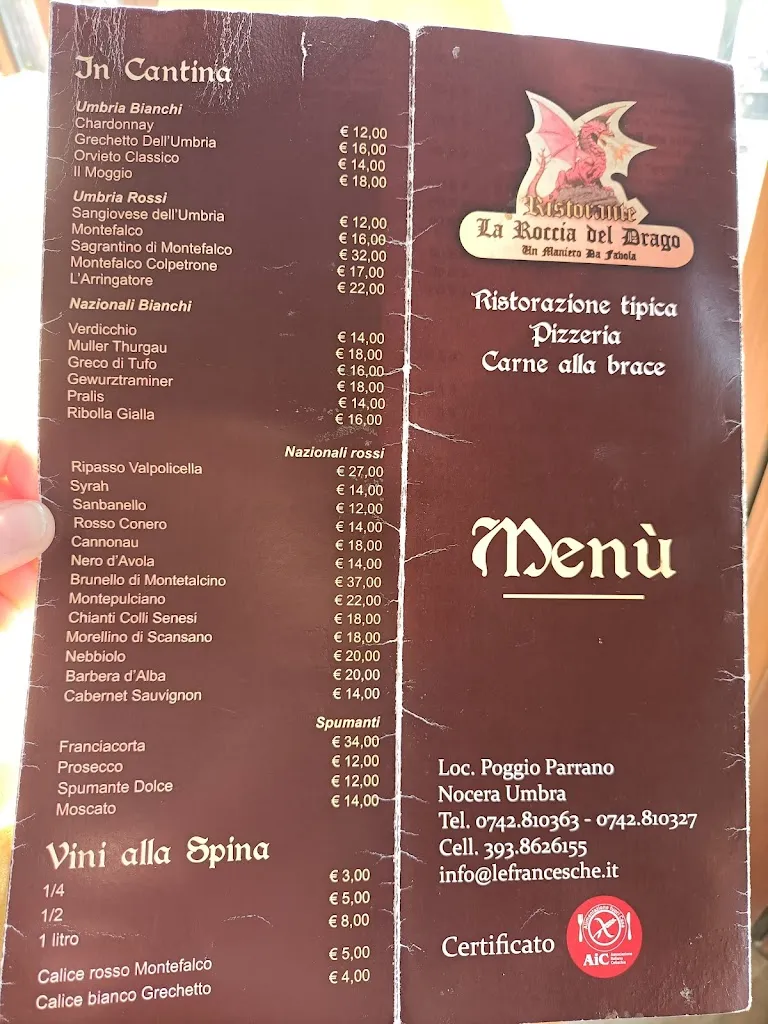 In Cantina
Umbria Bianchi
Chardonnay € 12,00
Grechetto Dell'Umbria € 16,00
Orvieto Classico € 14,00
Il Moggio € 18,00
Umbria Rossi
Sangiovese dell'Umbria € 12,00
Montefalco € 16,00
Sagrantino di Montefalco € 32,00
Montefalco Colpetrone € 17,00
L'Arringatore € 22,00
Nazionali Bianchi
Verdicchio € 14,00
Muller Thurgau € 18,00
Greco di Tufo € 16,00
Gewurztraminer € 18,00
Pralis € 14,00
Ribolla Gialla € 16,00
Nazionali rossi
Ripasso Valpolicella € 27,00
Syrah € 14,00
Sanbanello € 12,00
Rosso Conero € 14,00
Cannonau € 18,00
Nero d'Avola € 14,00
Brunello di Montetalcino € 37,00
Montepulciano € 22,00
Chianti Colli Senesi € 18,00
Morellino di Scansano € 18,00
Nebbiolo € 20,00
Barbera d'Alba € 20,00
Cabernet Sauvignon € 14,00
Spumanti
Franciacorta € 34,00
Prosecco € 12,00
Spumante Dolce € 12,00
Moscato € 14,00
Vini alla Spina
1/4 € 3,00
1/2 € 5,00
1 litro € 8,00
Calice rosso Montefalco € 5,00
Calice bianco Grechetto € 4,00
Ristorante
La Roccia del Drago
Un Maniero Da Favola
Ristorazione tipica
Pizzeria
Carne alla brace
Menù
Loc. Poggio Parrano
Nocera Umbra
Tel. 0742.810363 - 0742.810327
Cell. 393.8626155
info@lefrancesche.it
Certificato
AiC